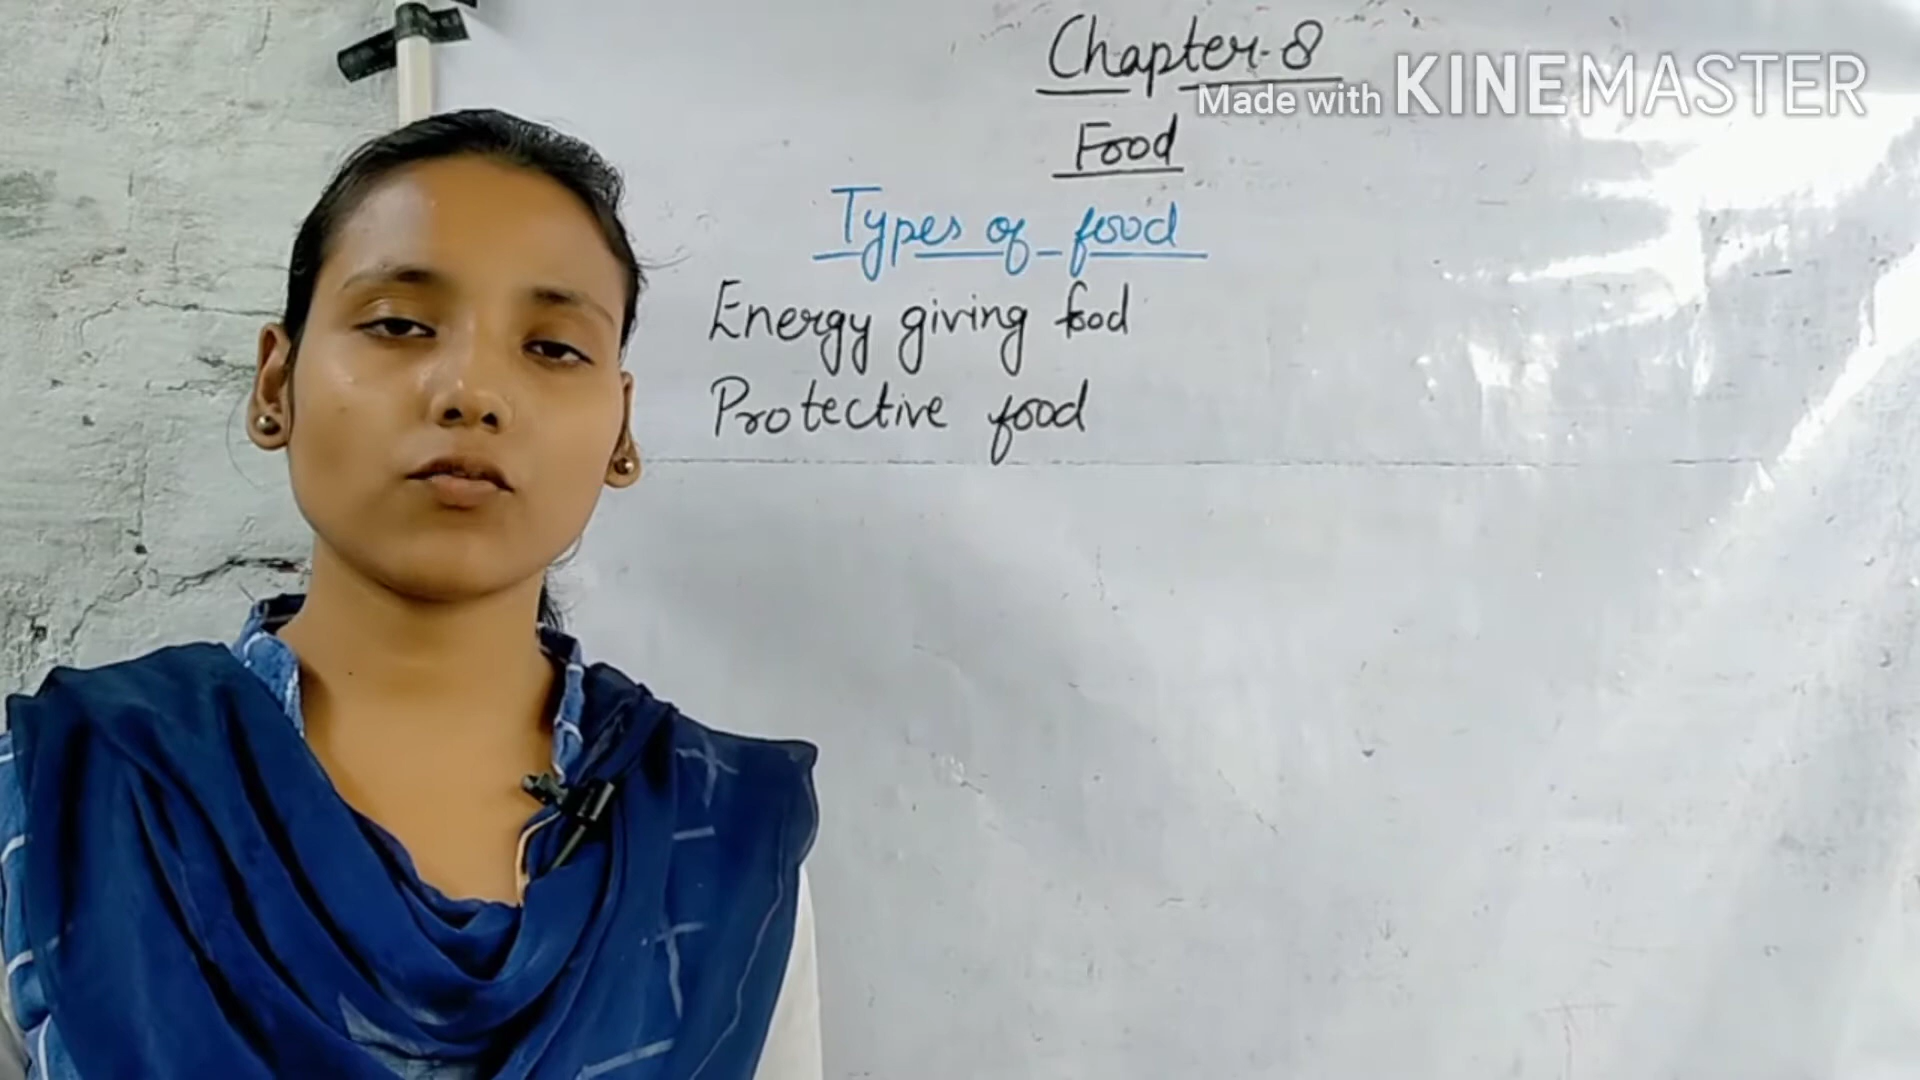 Chapter-8
Made with KINEMASTER
Food
Types of food
Energy giving food
Protective food